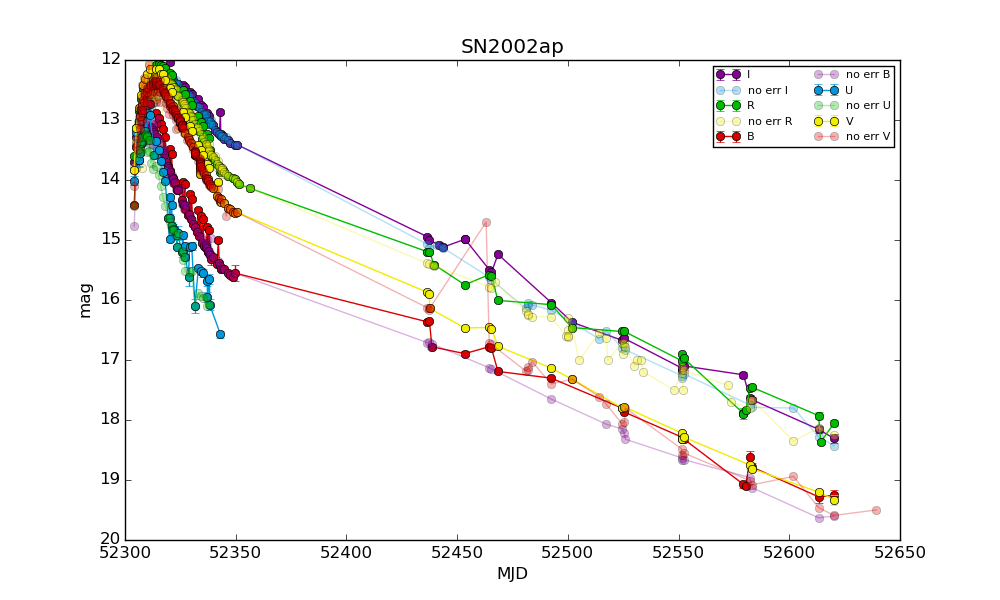 SN2002ap
12
13
14
15
16
17
18
19
20
mag
I
no err I
R
no err R
B
no err B
U
no err U
V
no err V
52300 52350 52400 52450 52500 52550 52600 52650
MJD